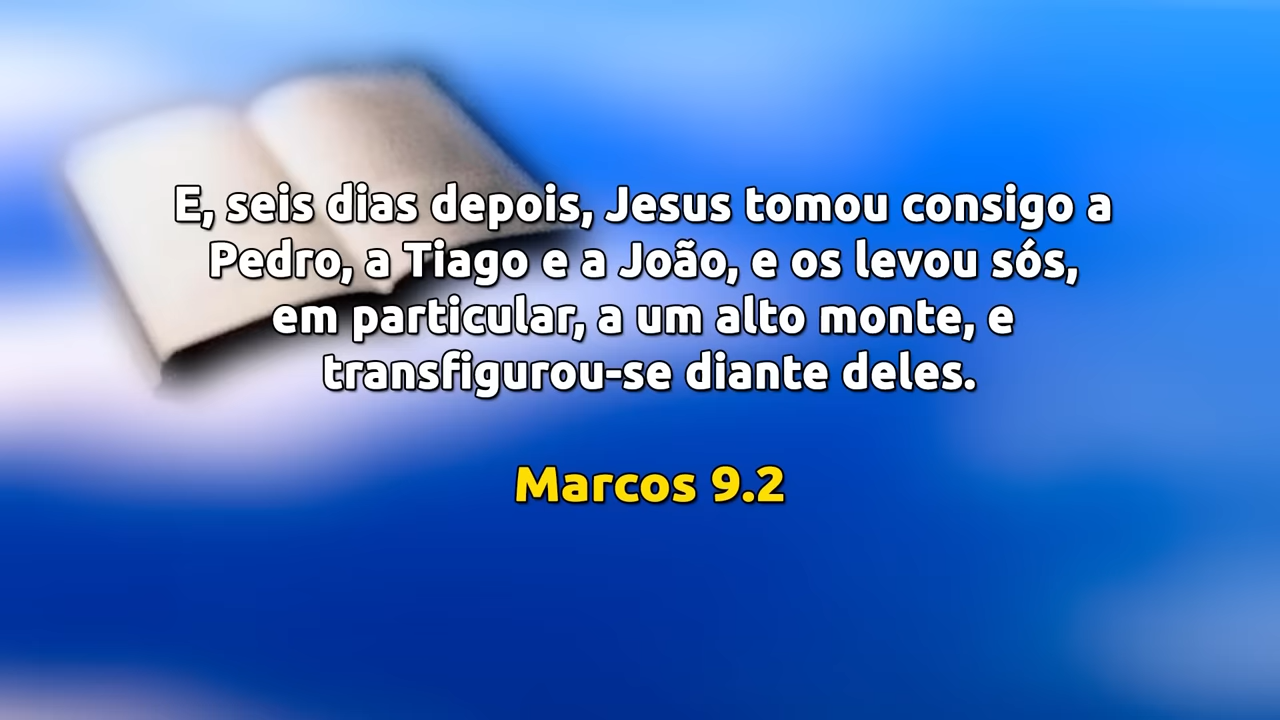 E, seis dias depois, Jesus tomou consigo a
Pedro, a Tiago e a João, e os levou sós,
em particular, a um alto monte, e
transfigurou-se diante deles.
Marcos 9.2